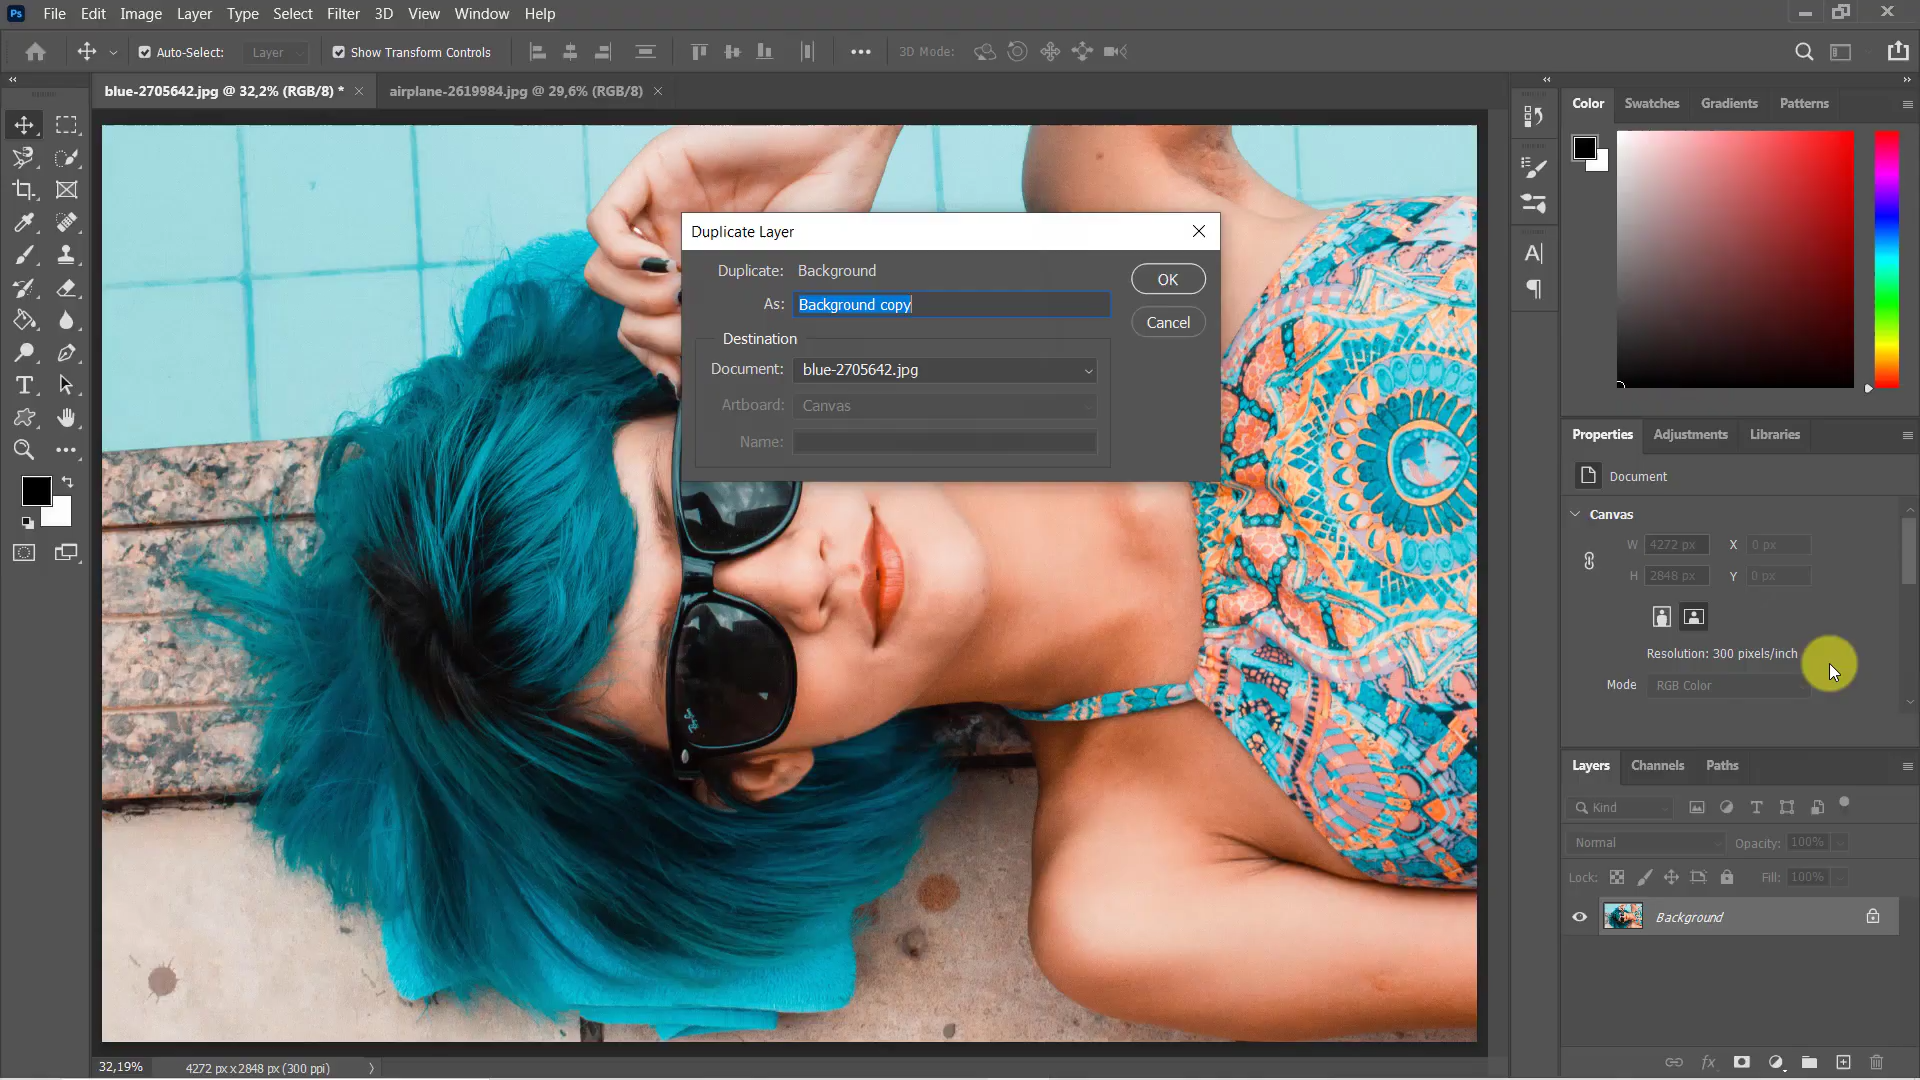 Ps File Edit Image Layer Type Select Filter 3D View Window Help
Auto-Select: Layer Show Transform Controls 3D Mode:
blue-2705642.jpg @ 32,2% (RGB/8) * airplane-2619984.jpg @ 29,6% (RGB/8)
Color Swatches Gradients Patterns
Duplicate Layer
Duplicate: Background
OK
As: Background copy
Cancel
Destination
Document: blue-2705642.jpg
Artboard: Canvas
Name:
Properties Adjustments Libraries
Document
Canvas
W 4272 px X 0 px
H 2848 px Y 0 px
Resolution: 300 pixels/inch
Mode RGB Color
Layers Channels Paths
Kind
Normal Opacity: 100%
Lock: Fill: 100%
Background
32,19% 4272 px x 2848 px (300 ppi)